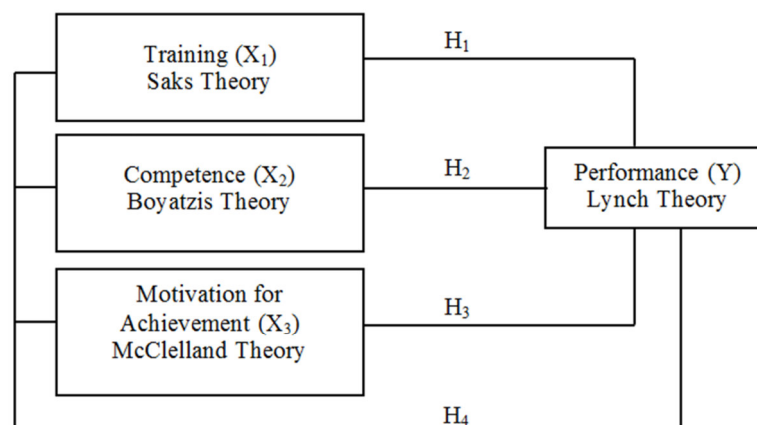 Training (X₁)
Saks Theory
H₁
Competence (X₂)
Boyatzis Theory
H₂
Performance (Y)
Lynch Theory
Motivation for
Achievement (X₃)
McClelland Theory
H₃
H₄